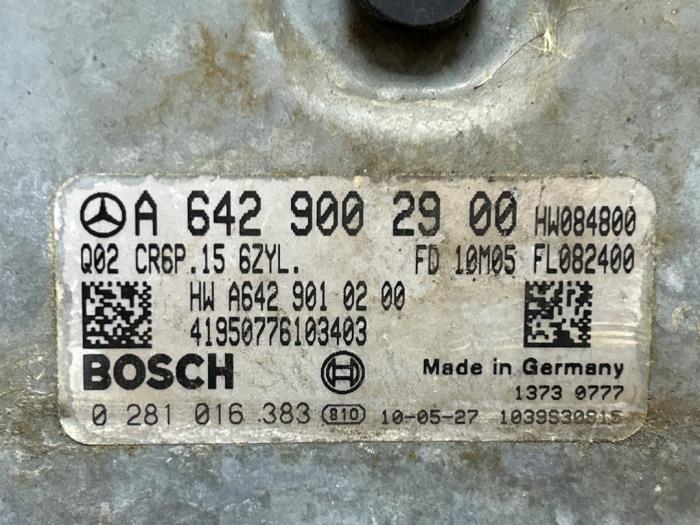 A 642 900 29 00 HW084800
Q02 CR6P.15 6ZYL. FD 10M05 FL082400
HW A642 901 02 00
41950776103403
BOSCH Made in Germany
1373 0777
0 281 016 383 810 10-05-27 1039S30815